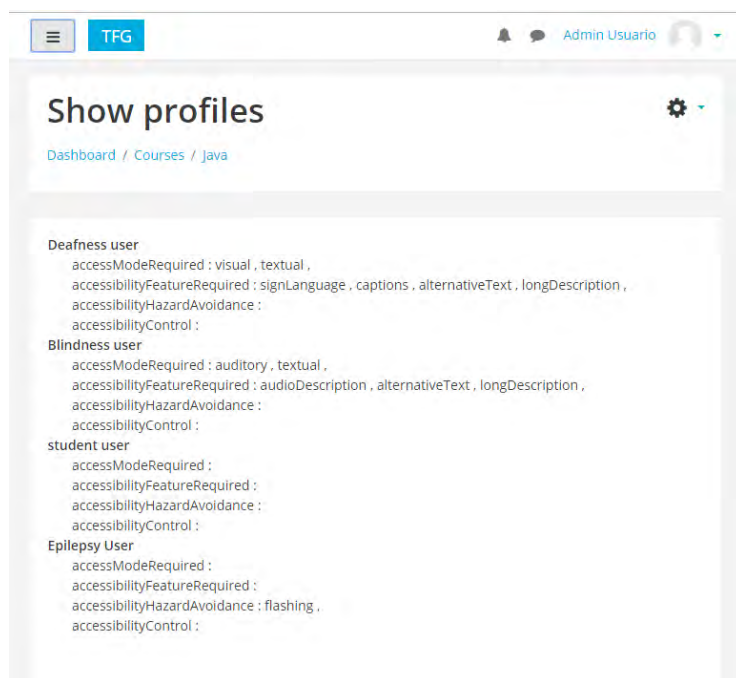 TFG
Admin Usuario
Show profiles
Dashboard / Courses / Java
Deafness user
accessModeRequired : visual , textual ,
accessibilityFeatureRequired : signLanguage , captions , alternativeText , longDescription ,
accessibilityHazardAvoidance :
accessibilityControl :
Blindness user
accessModeRequired : auditory , textual ,
accessibilityFeatureRequired : audioDescription , alternativeText , longDescription ,
accessibilityHazardAvoidance :
accessibilityControl :
student user
accessModeRequired :
accessibilityFeatureRequired :
accessibilityHazardAvoidance :
accessibilityControl :
Epilepsy User
accessModeRequired :
accessibilityFeatureRequired :
accessibilityHazardAvoidance : flashing ,
accessibilityControl :